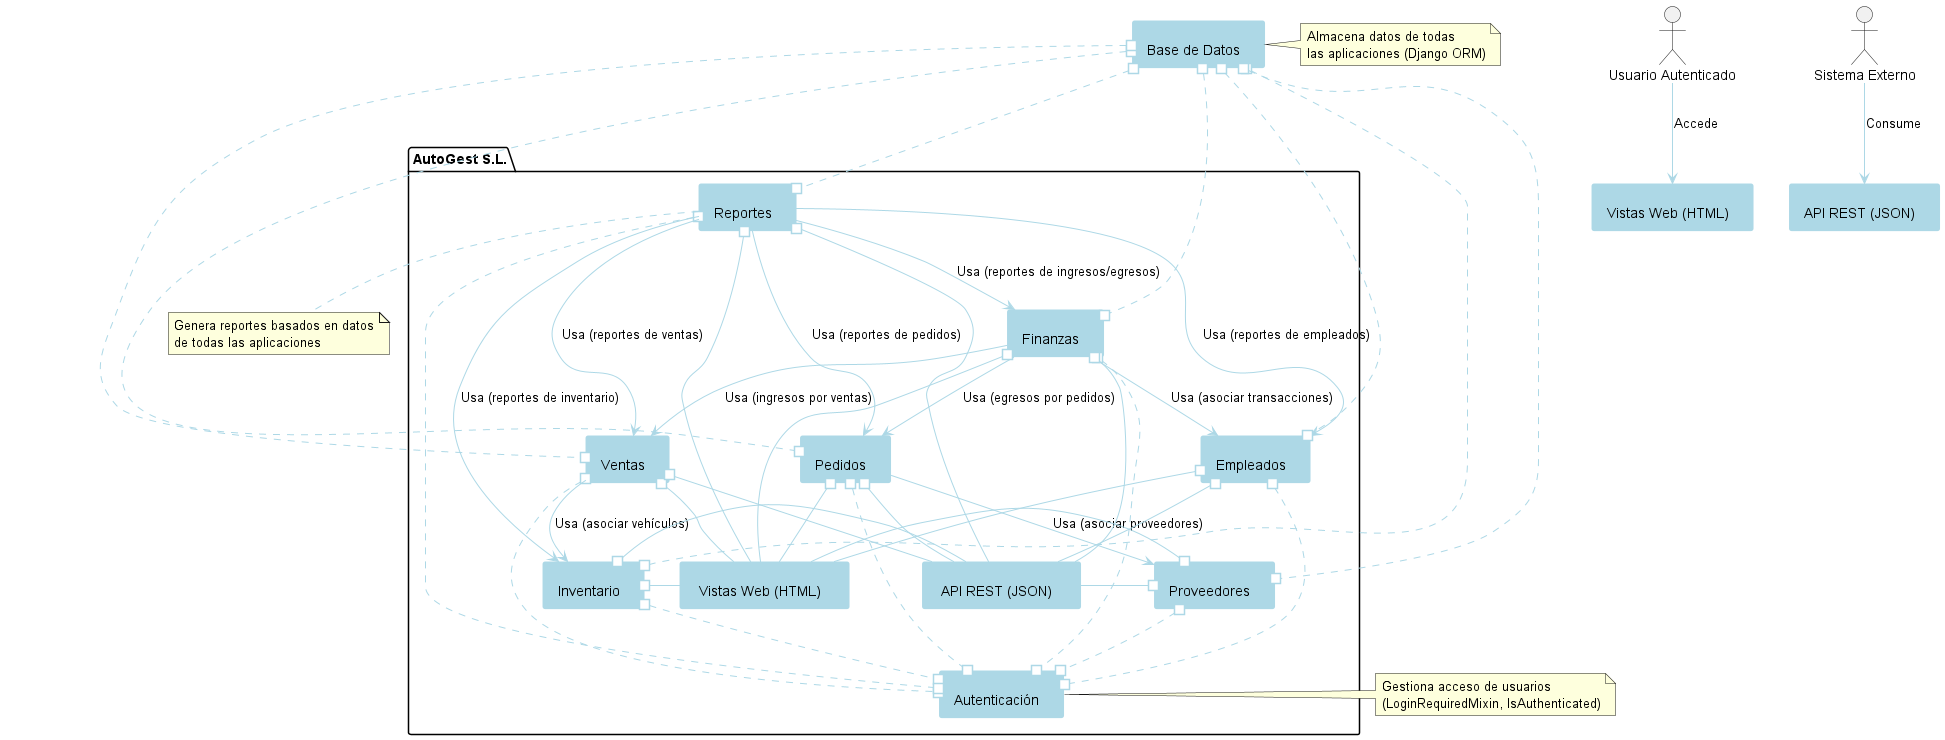 Base de Datos
Almacena datos de todas
las aplicaciones (Django ORM)
Usuario Autenticado
Sistema Externo
Accede
Consume
AutoGest S.L.
Reportes
Vistas Web (HTML)
API REST (JSON)
Usa (reportes de ingresos/egresos)
Genera reportes basados en datos
de todas las aplicaciones
Usa (reportes de ventas)
Usa (reportes de pedidos)
Finanzas
Usa (reportes de empleados)
Usa (reportes de inventario)
Usa (ingresos por ventas)
Usa (egresos por pedidos)
Usa (asociar transacciones)
Ventas
Pedidos
Empleados
Usa (asociar vehículos)
Usa (asociar proveedores)
Inventario
Vistas Web (HTML)
API REST (JSON)
Proveedores
Autenticación
Gestiona acceso de usuarios
(LoginRequiredMixin, IsAuthenticated)